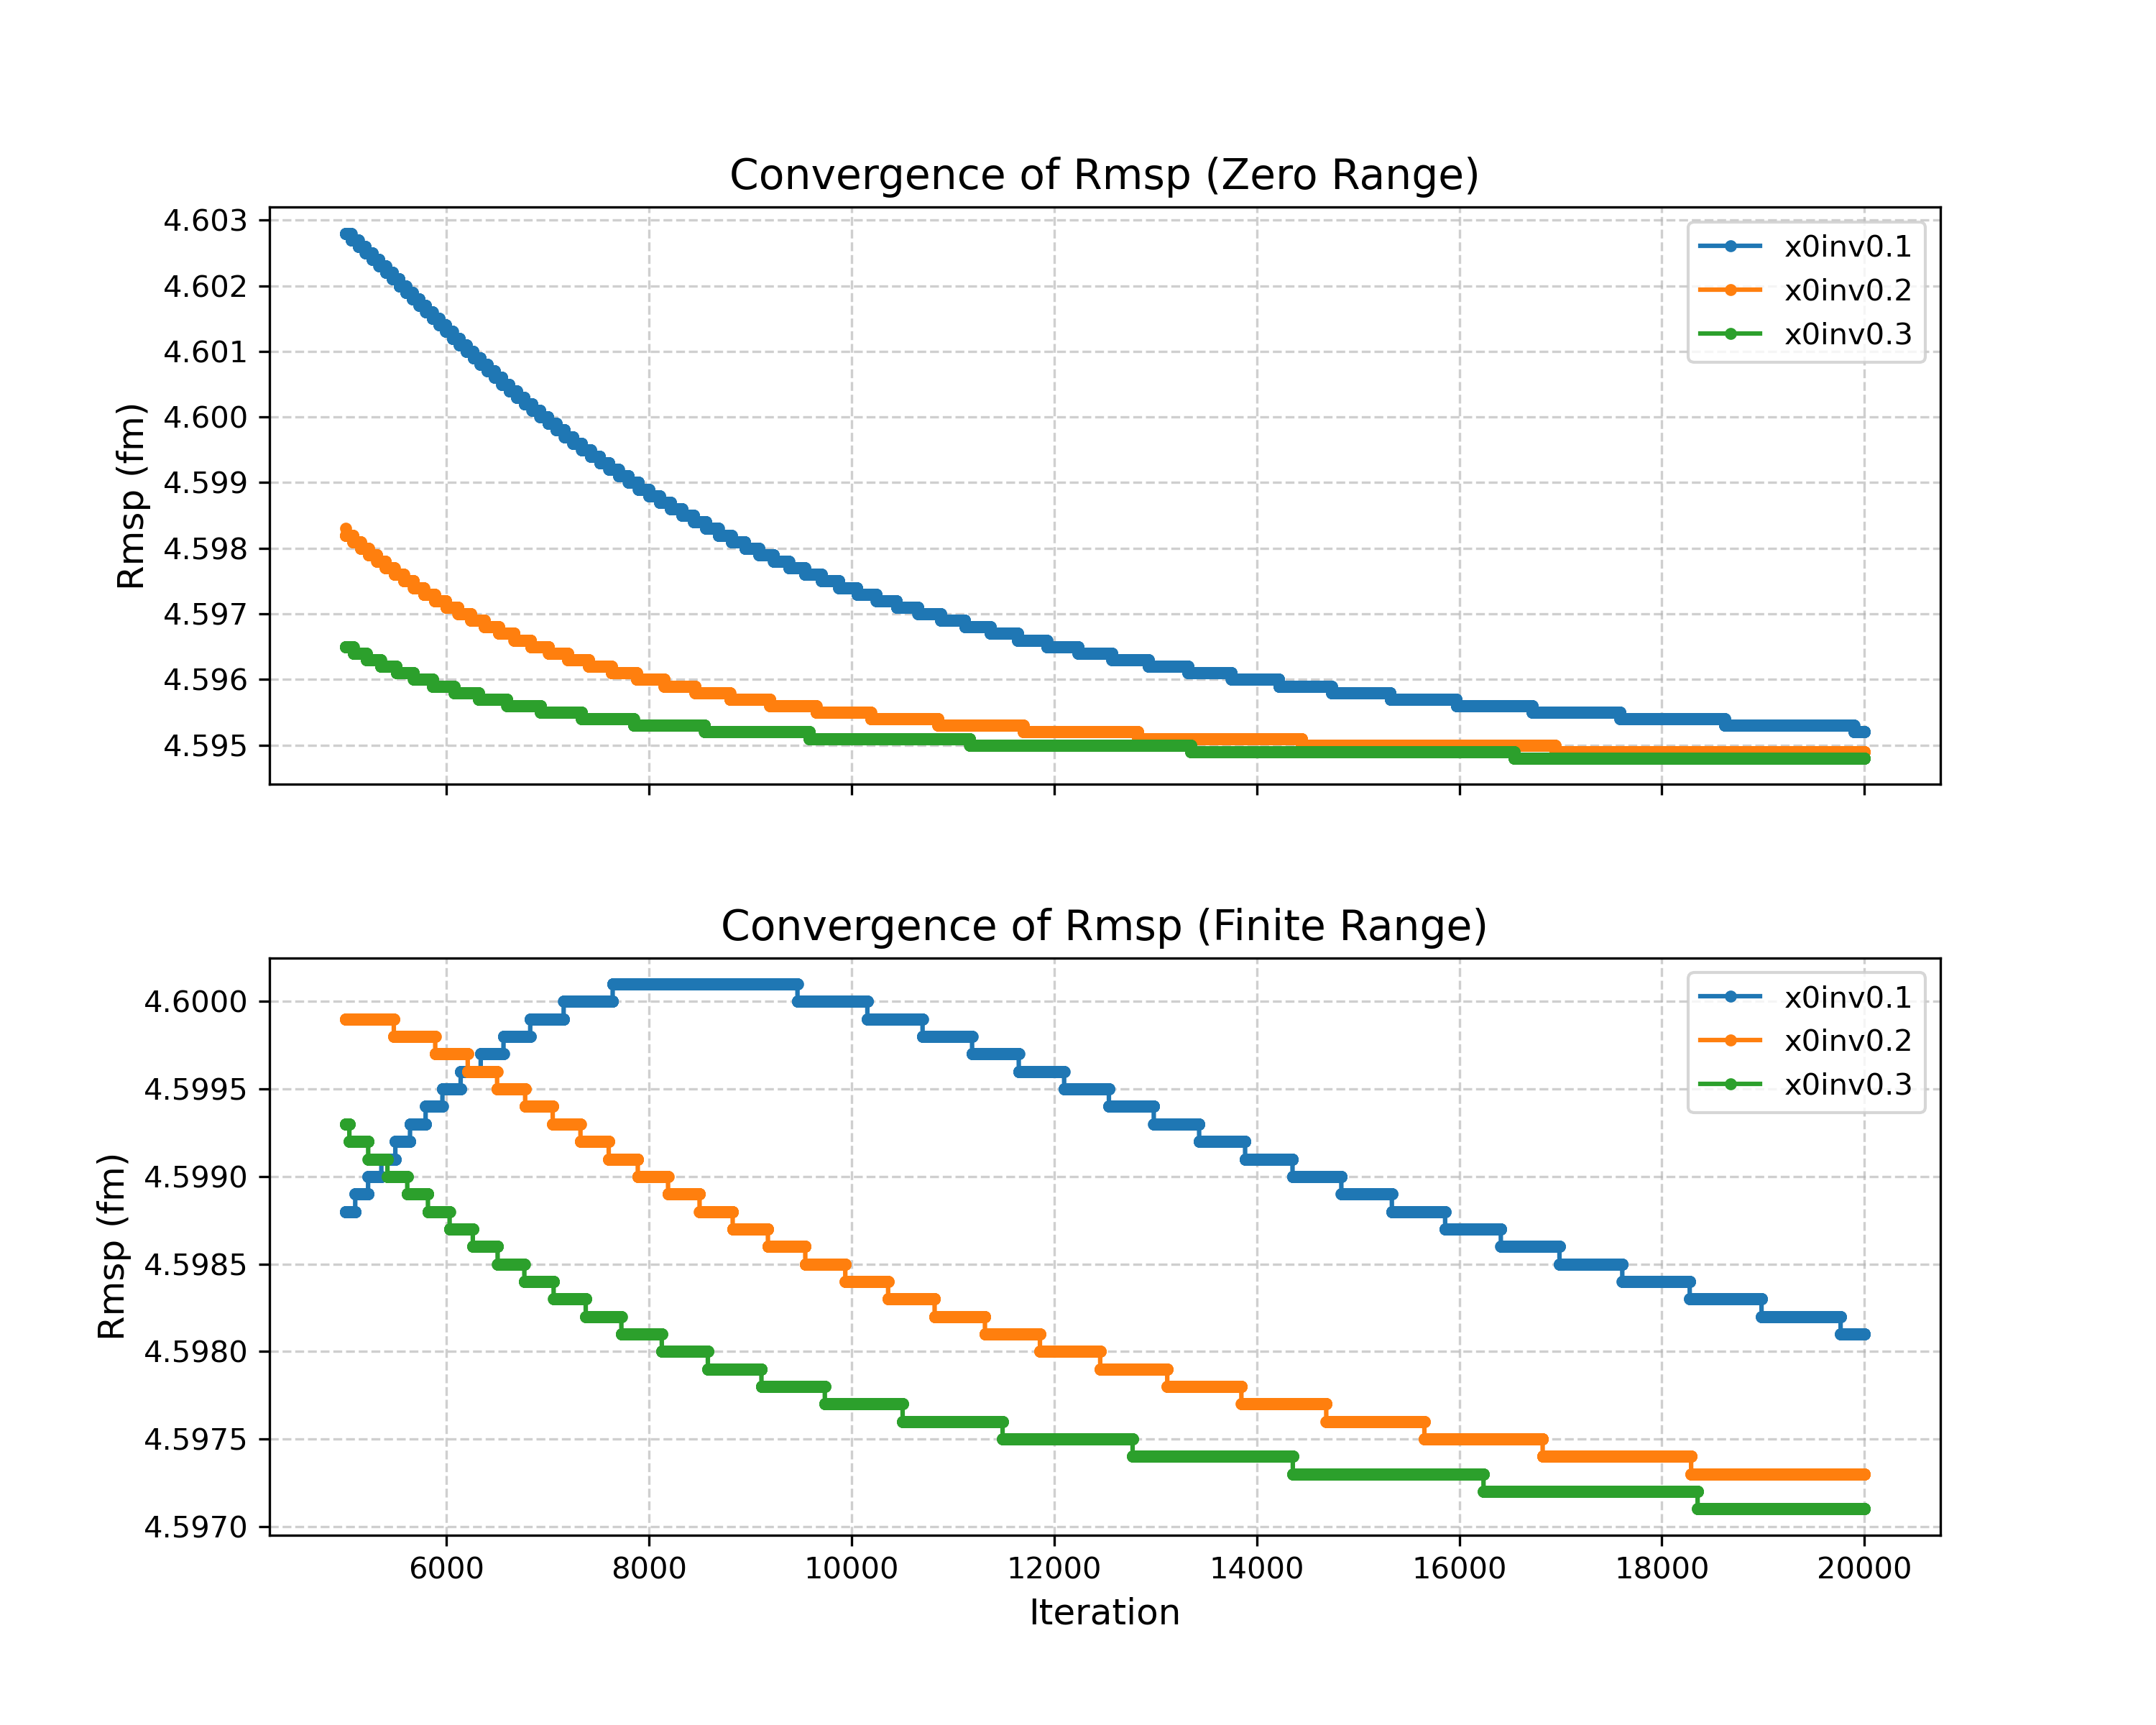 Convergence of Rmsp (Zero Range)
Rmsp (fm)
4.603
4.602
4.601
4.600
4.599
4.598
4.597
4.596
4.595
x0inv0.1
x0inv0.2
x0inv0.3
Convergence of Rmsp (Finite Range)
Rmsp (fm)
4.6000
4.5995
4.5990
4.5985
4.5980
4.5975
4.5970
x0inv0.1
x0inv0.2
x0inv0.3
6000 8000 10000 12000 14000 16000 18000 20000
Iteration